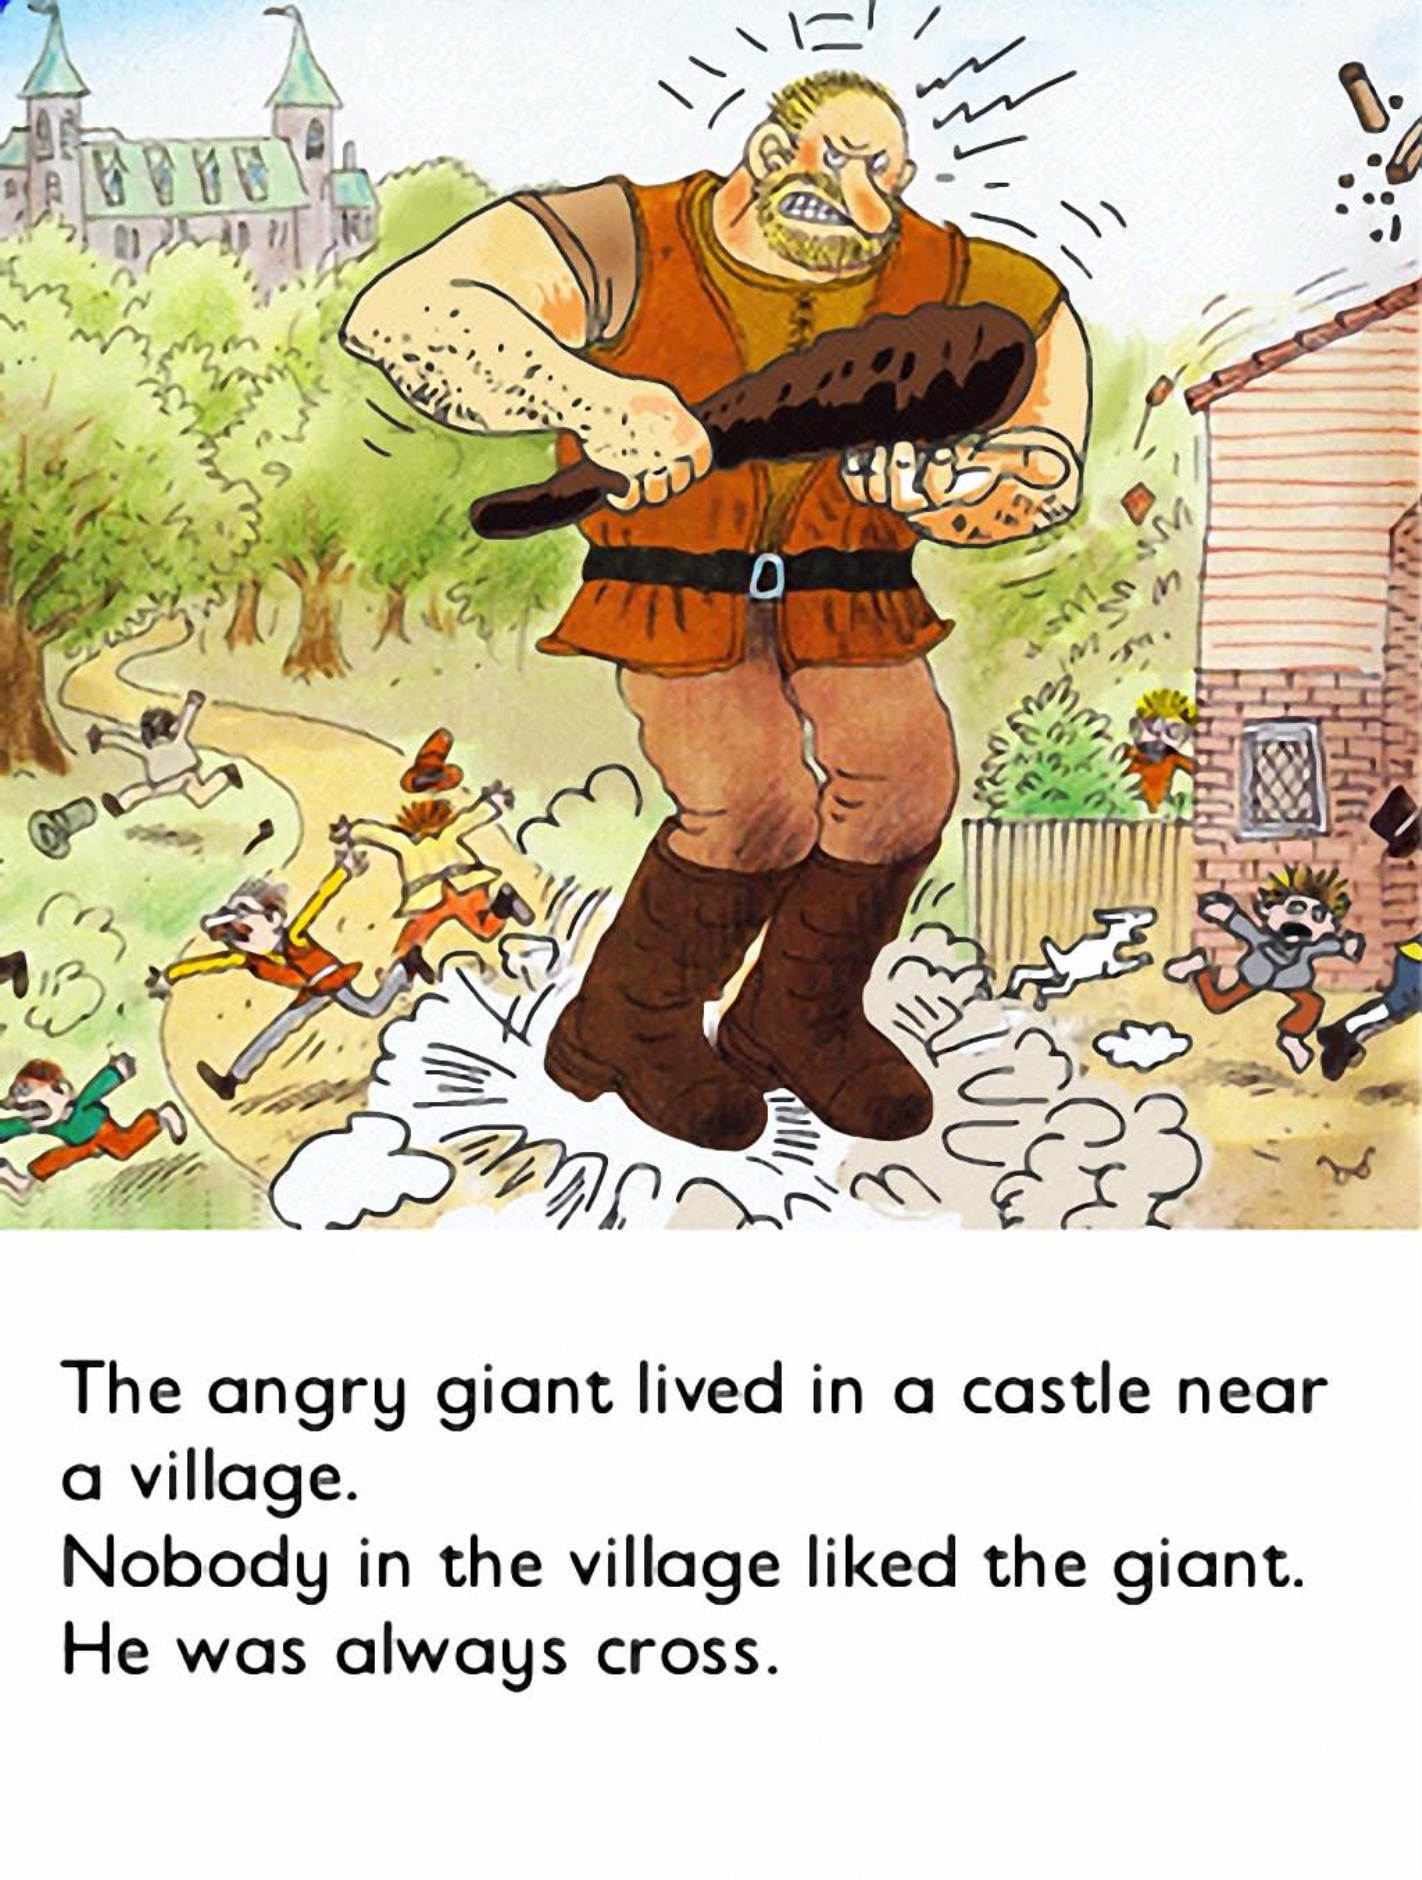 The angry giant lived in a castle near
a village.
Nobody in the village liked the giant.
He was always cross.